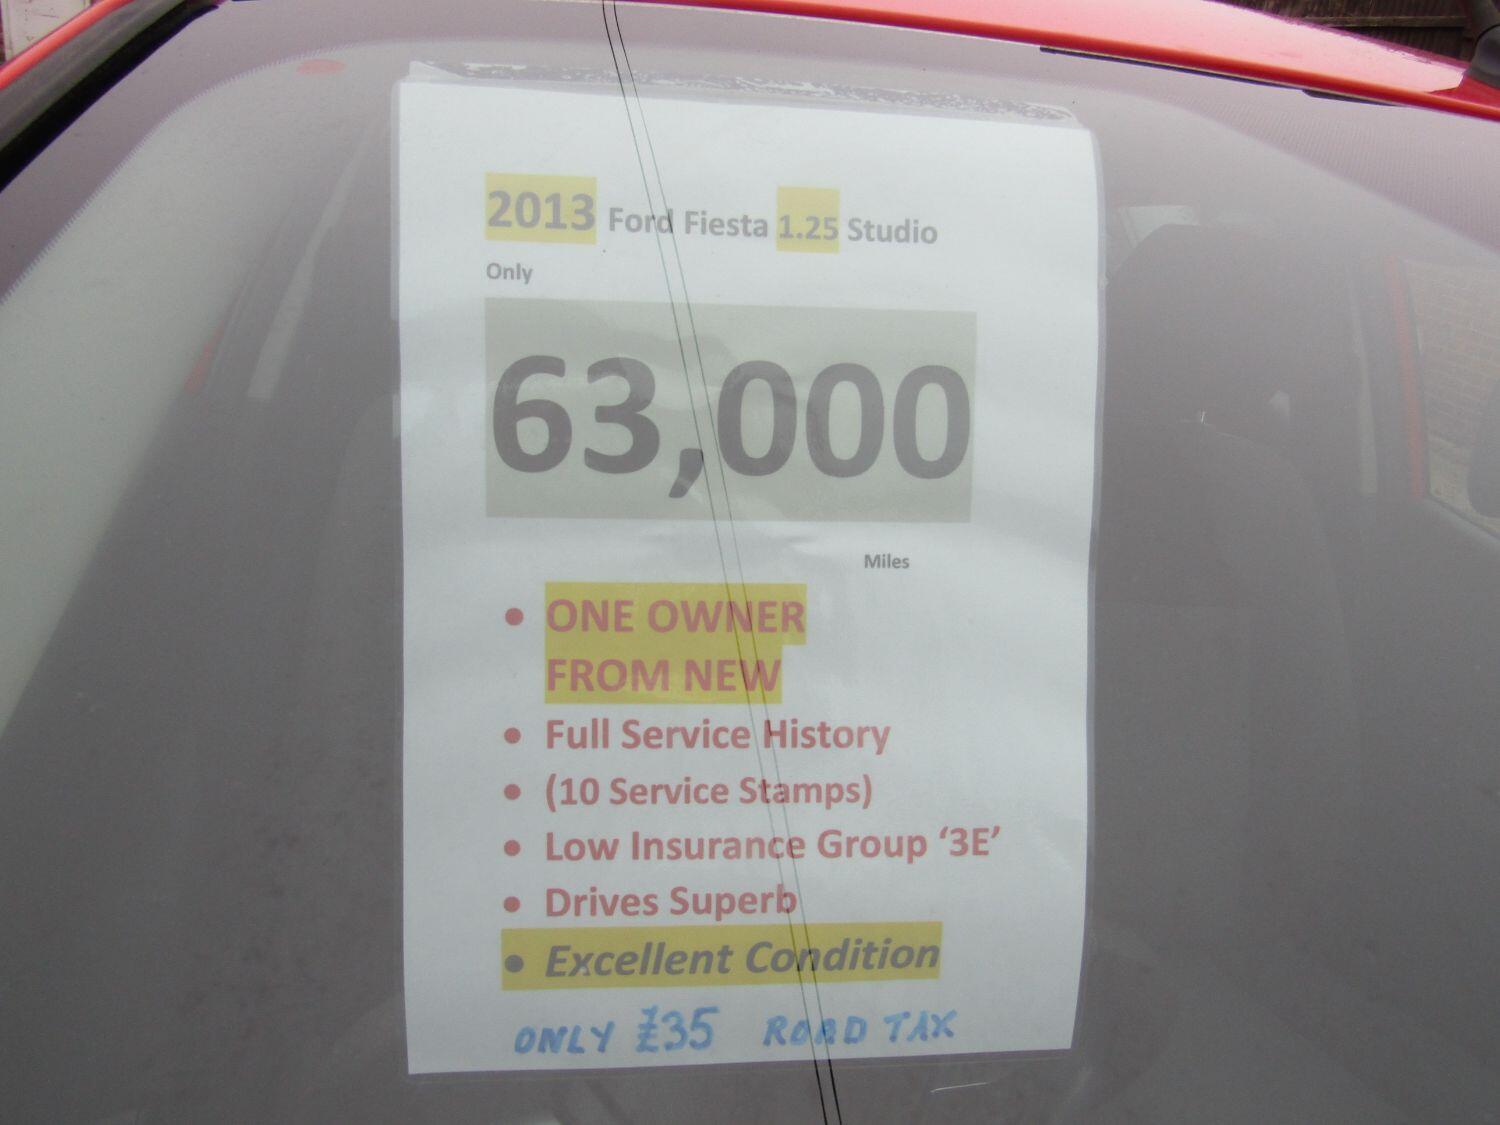 2013 Ford Fiesta 1.25 Studio
Only
63,000
Miles
• ONE OWNER
FROM NEW
• Full Service History
• (10 Service Stamps)
• Low Insurance Group ‘3E’
• Drives Superb
• Excellent Condition
ONLY £35 ROAD TAX